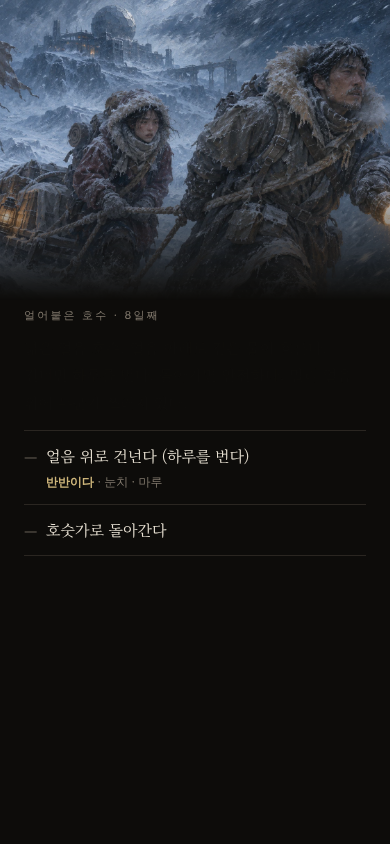 얼어붙은 호수 · 8일째
— 얼음 위로 건넌다 (하루를 번다)
반반이다 · 눈치 · 마루
— 호숫가로 돌아간다